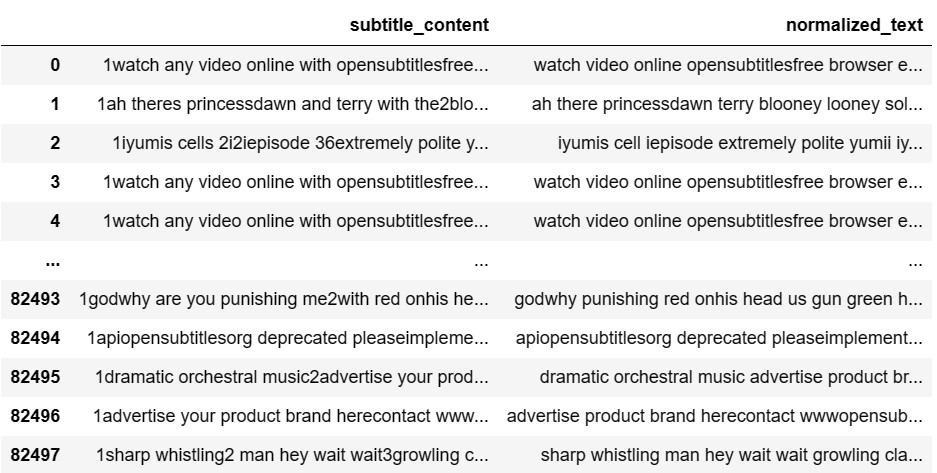 subtitle_content normalized_text
0 1watch any video online with opensubtitlesfree... watch video online opensubtitlesfree browser e...
1 1ah theres princessdawn and terry with the2blo... ah there princessdawn terry blooney looney sol...
2 1iyumis cells 2i2iepisode 36extremely polite y... iyumis cell iepisode extremely polite yumii iy...
3 1watch any video online with opensubtitlesfree... watch video online opensubtitlesfree browser e...
4 1watch any video online with opensubtitlesfree... watch video online opensubtitlesfree browser e...
... ... ...
82493 1godwhy are you punishing me2with red onhis he... godwhy punishing red onhis head us gun green h...
82494 1apiopensubtitlesorg deprecated pleaseimpleme... apiopensubtitlesorg deprecated pleaseimplement...
82495 1dramatic orchestral music2advertise your prod... dramatic orchestral music advertise product br...
82496 1advertise your product brand herecontact www... advertise product brand herecontact wwwopensub...
82497 1sharp whistling2 man hey wait wait3growling c... sharp whistling man hey wait wait growling cla...